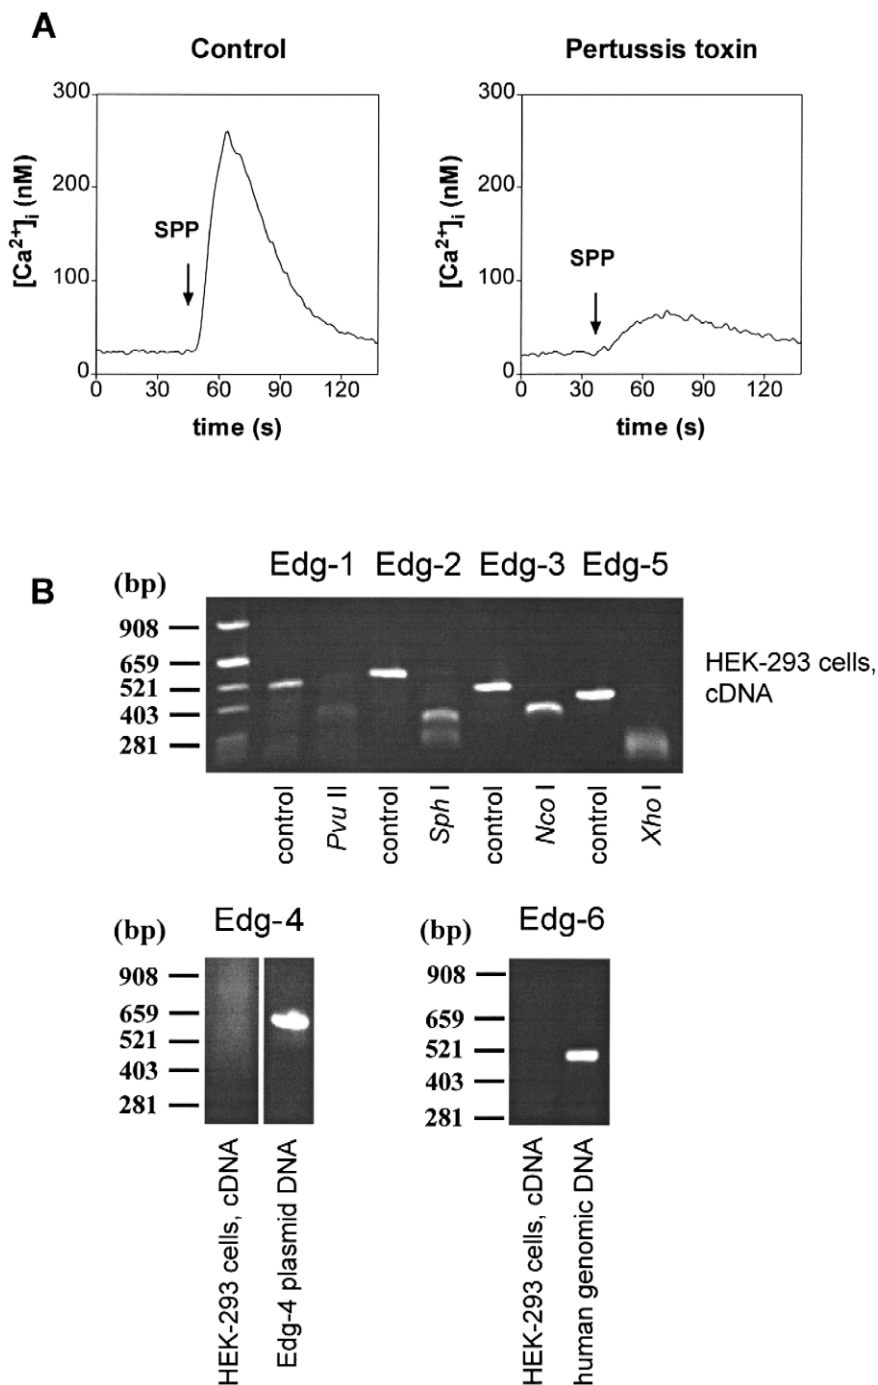 A
Control
Pertussis toxin
300
200
100
0
[Ca2+]i (nM)
SPP
0 30 60 90 120
time (s)
300
200
100
0
[Ca2+]i (nM)
SPP
0 30 60 90 120
time (s)
B
(bp)
Edg-1 Edg-2 Edg-3 Edg-5
908
659
521
403
281
HEK-293 cells,
cDNA
control
Pvu II
control
Sph I
control
Nco I
control
Xho I
(bp)
Edg-4
908
659
521
403
281
HEK-293 cells, cDNA
Edg-4 plasmid DNA
(bp)
Edg-6
908
659
521
403
281
HEK-293 cells, cDNA
human genomic DNA